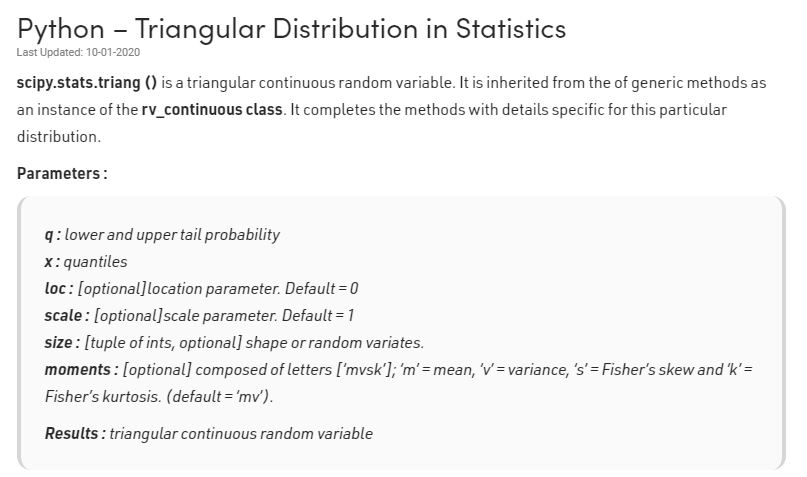 Python – Triangular Distribution in Statistics
Last Updated: 10-01-2020
scipy.stats.triang () is a triangular continuous random variable. It is inherited from the of generic methods as
an instance of the rv_continuous class. It completes the methods with details specific for this particular
distribution.
Parameters :
q : lower and upper tail probability
x : quantiles
loc : [optional]location parameter. Default = 0
scale : [optional]scale parameter. Default = 1
size : [tuple of ints, optional] shape or random variates.
moments : [optional] composed of letters [‘mvsk’]; ‘m’ = mean, ‘v’ = variance, ‘s’ = Fisher’s skew and ‘k’ =
Fisher’s kurtosis. (default = ‘mv’).
Results : triangular continuous random variable